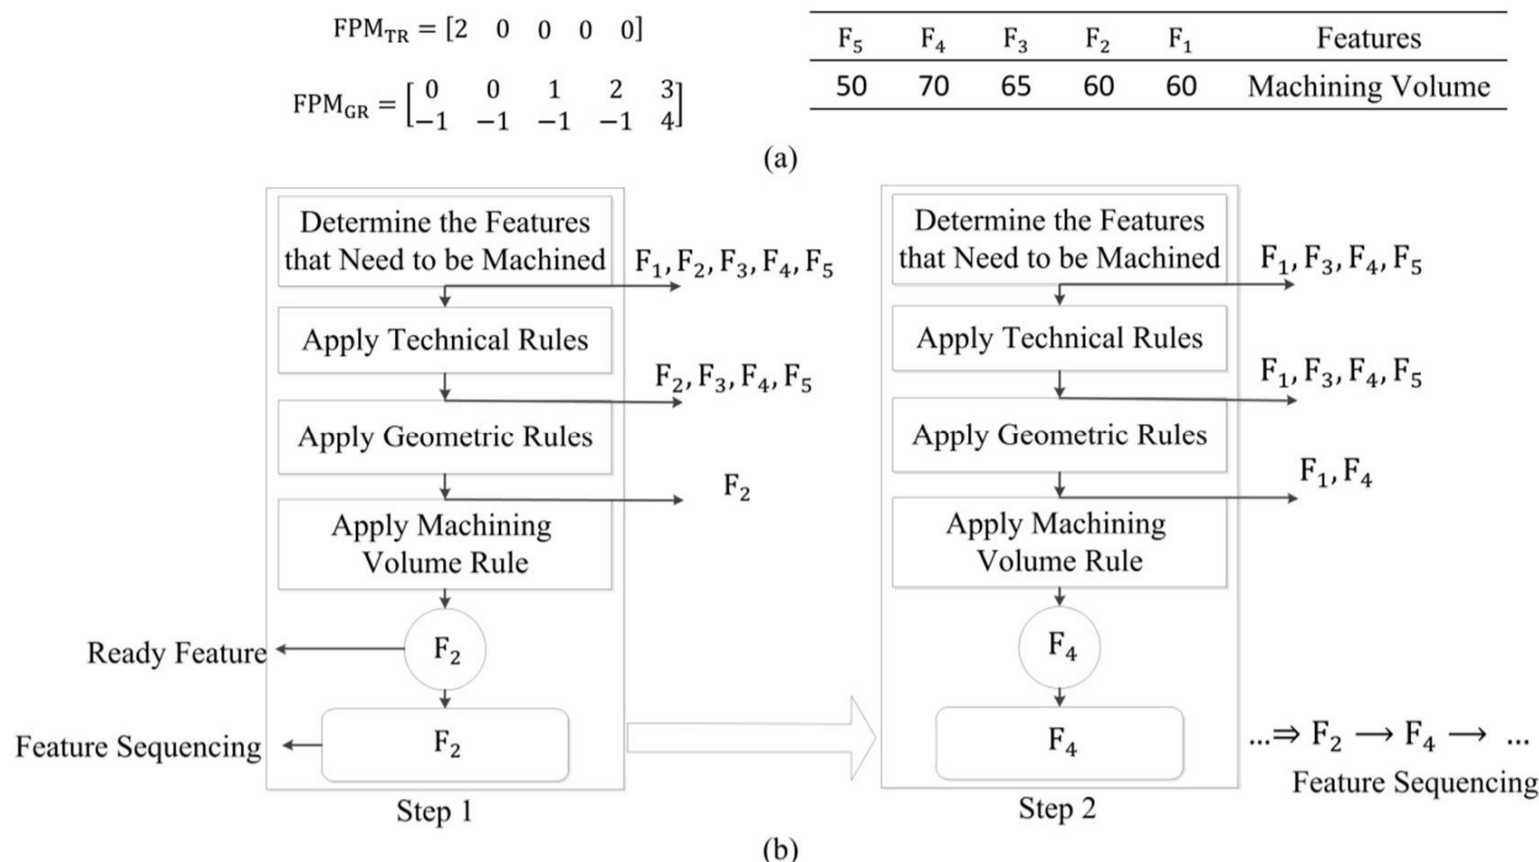 FPM_TR = [2 0 0 0 0]
FPM_GR = [0 0 1 2 3
−1 −1 −1 −1 4]
F₅ F₄ F₃ F₂ F₁ Features
50 70 65 60 60 Machining Volume
(a)
Determine the Features
that Need to be Machined
F₁, F₂, F₃, F₄, F₅
Apply Technical Rules
F₂, F₃, F₄, F₅
Apply Geometric Rules
F₂
Apply Machining
Volume Rule
Ready Feature
F₂
Feature Sequencing
F₂
Step 1
Determine the Features
that Need to be Machined
F₁, F₃, F₄, F₅
Apply Technical Rules
F₁, F₃, F₄, F₅
Apply Geometric Rules
F₁, F₄
Apply Machining
Volume Rule
F₄
F₄
...⇒ F₂ → F₄ → ...
Feature Sequencing
Step 2
(b)